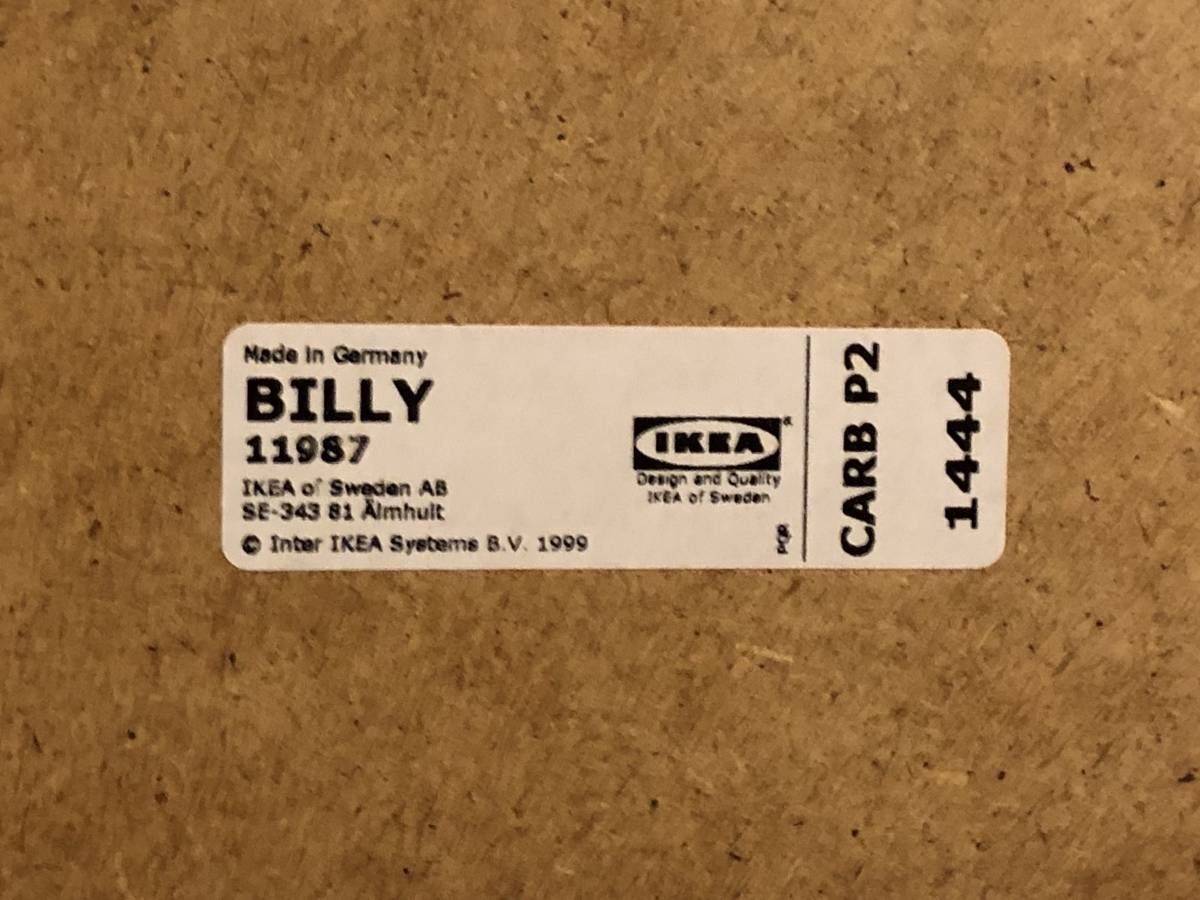 Made in Germany
BILLY
11987
IKEA of Sweden AB
SE-343 81 Älmhult
© Inter IKEA Systems B.V. 1999
IKEA®
Design and Quality
IKEA of Sweden
CARB P2
1444